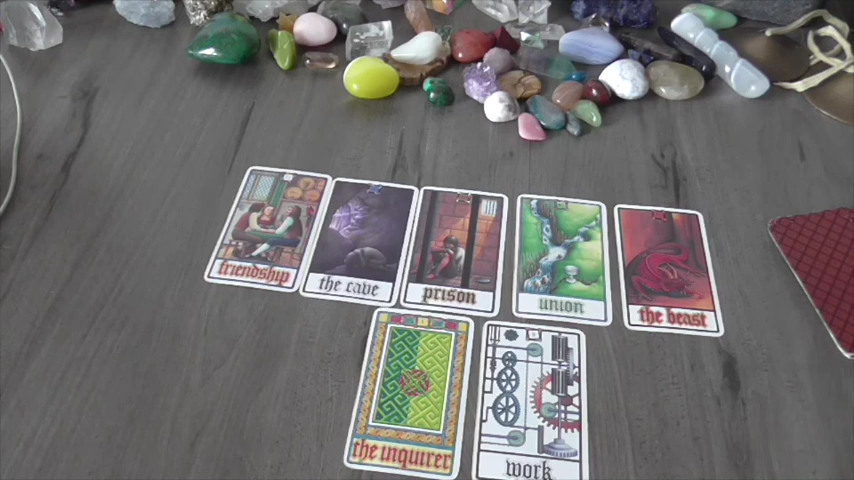 friendship
the cave
prison
union
the beast
the inquirer
work